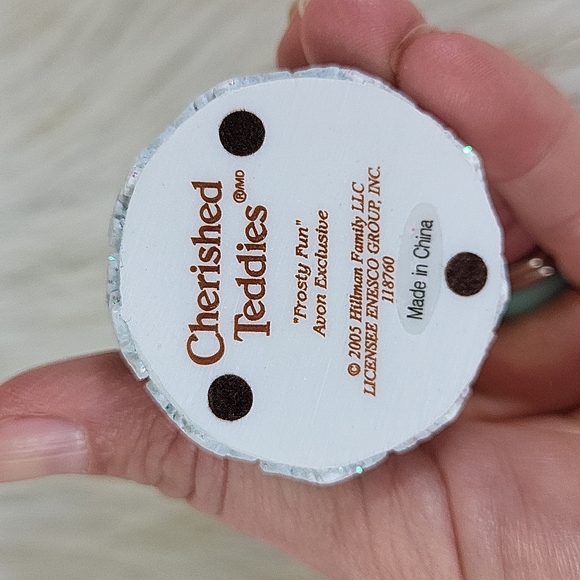 Cherished
Teddies ®/MD
"Frosty Fun"
Avon Exclusive
© 2005 Hillman Family LLC
LICENSEE ENESCO GROUP, INC.
118760
Made in China